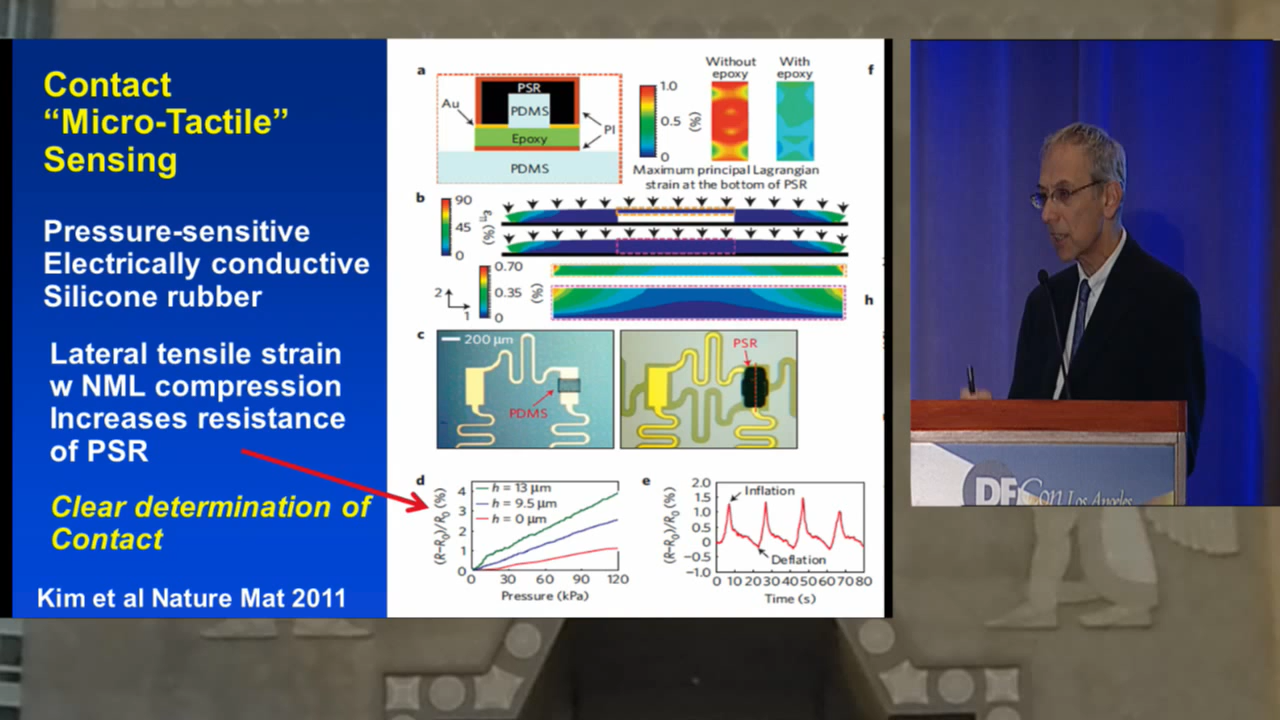 Contact
“Micro-Tactile”
Sensing
Pressure-sensitive
Electrically conductive
Silicone rubber
Lateral tensile strain
w NML compression
Increases resistance
of PSR
Clear determination of
Contact
Kim et al Nature Mat 2011
a
PSR
Au
PDMS
PI
Epoxy
PDMS
1.0
0.5
0
(%)
Without
epoxy
With
epoxy
Maximum principal Lagrangian
strain at the bottom of PSR
f
b
90
45
0
ε11 (%)
0.70
0.35
0
(%)
2
1
h
c
200 μm
PDMS
PSR
d
(R–R0)/R0 (%)
4
3
2
1
0
h = 13 μm
h = 9.5 μm
h = 0 μm
0 30 60 90 120
Pressure (kPa)
e
(R–R0)/R0 (%)
2.0
1.5
1.0
0.5
0
–0.5
–1.0
Inflation
Deflation
0 10 20 30 40 50 60 70 80
Time (s)
DFCon Los Angeles